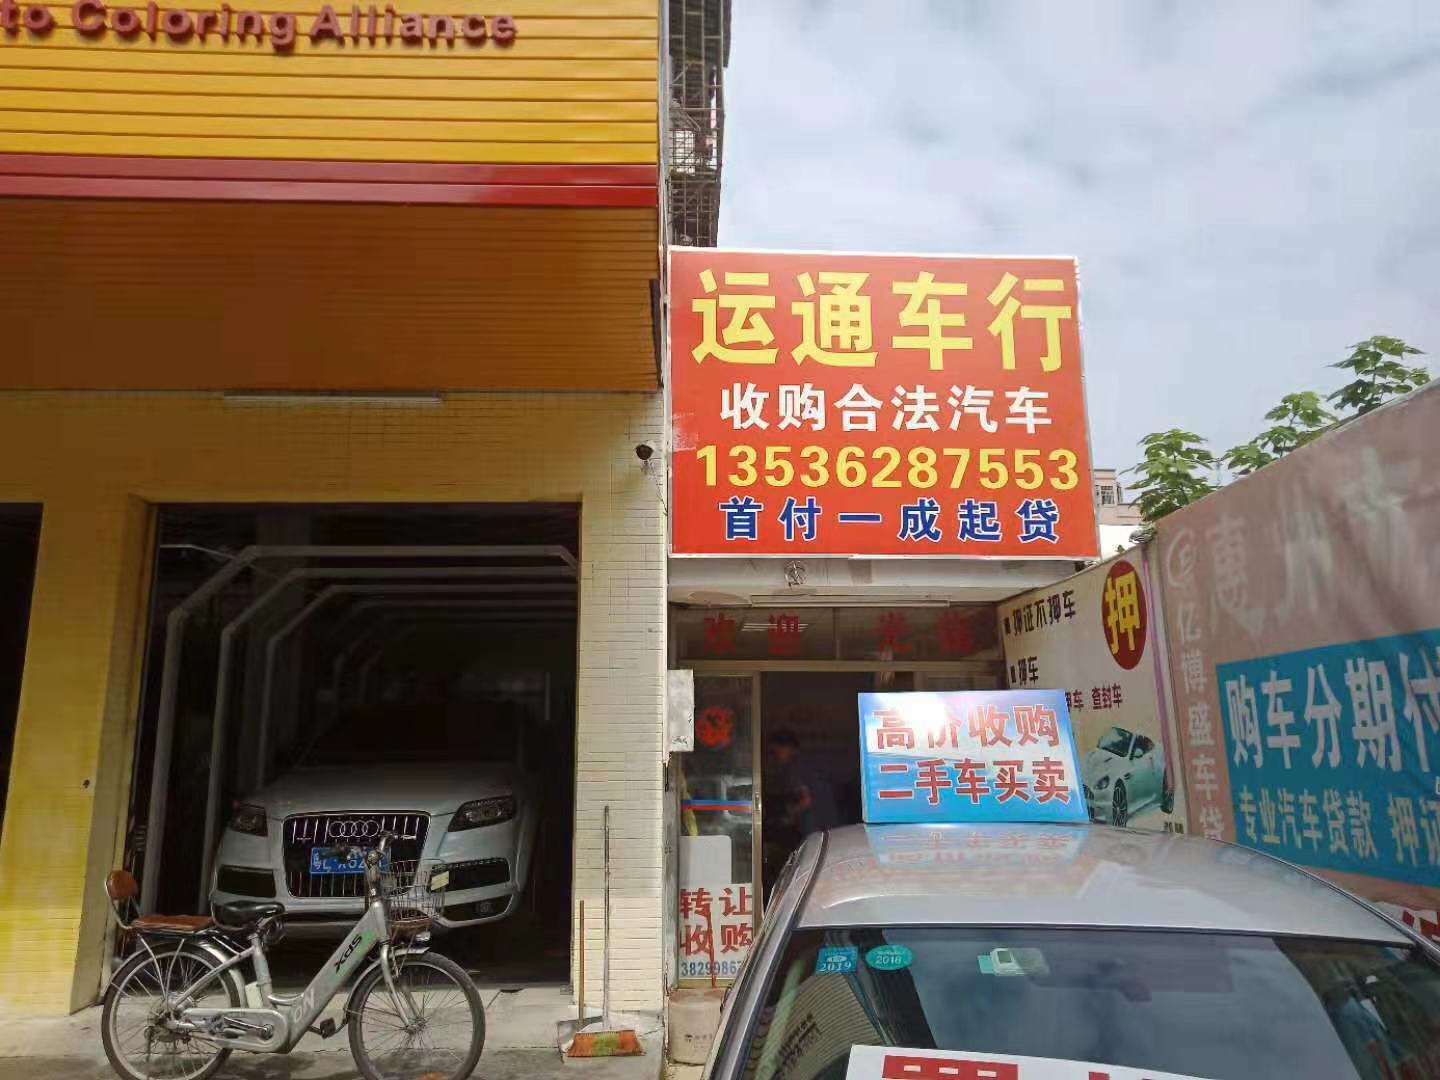 to Coloring Alliance
运通车行
收购合法汽车
13536287553
首付一成起贷
欢迎 光临
押证不押车
押车
查封车
押
高价收购
二手车买卖
转让
收购
亿博盛车贷
惠州市
购车分期付
专业汽车贷款 押证
2019
2018
XDS